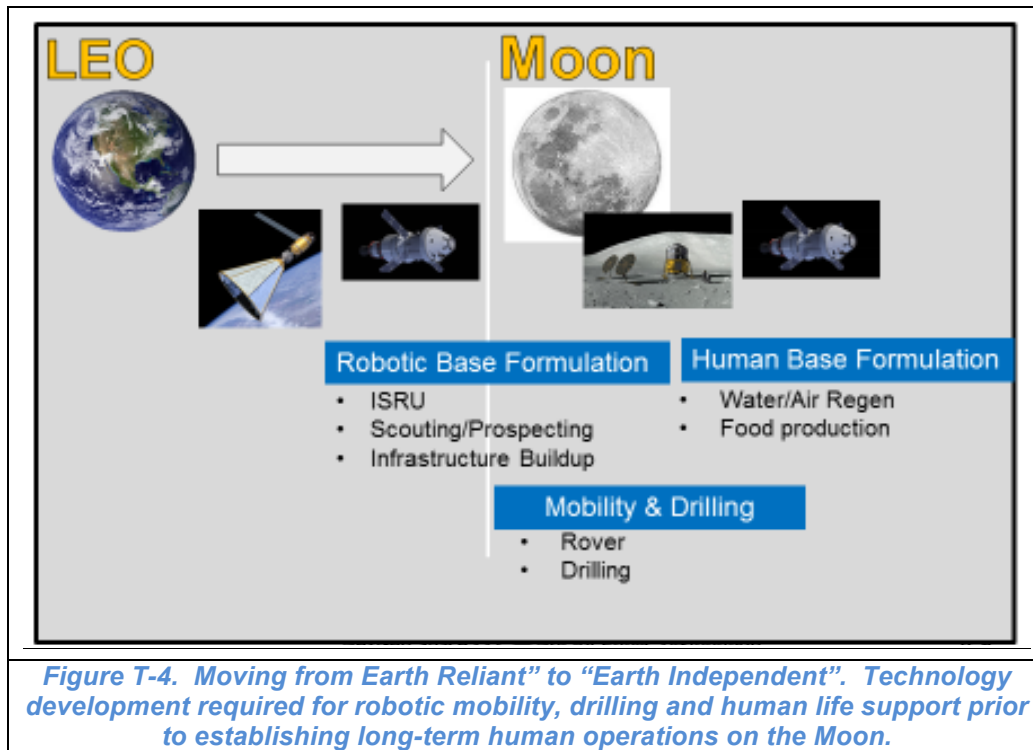 LEO
Moon
Robotic Base Formulation
• ISRU
• Scouting/Prospecting
• Infrastructure Buildup
Human Base Formulation
• Water/Air Regen
• Food production
Mobility & Drilling
• Rover
• Drilling
Figure T-4. Moving from Earth Reliant” to “Earth Independent”. Technology
development required for robotic mobility, drilling and human life support prior
to establishing long-term human operations on the Moon.